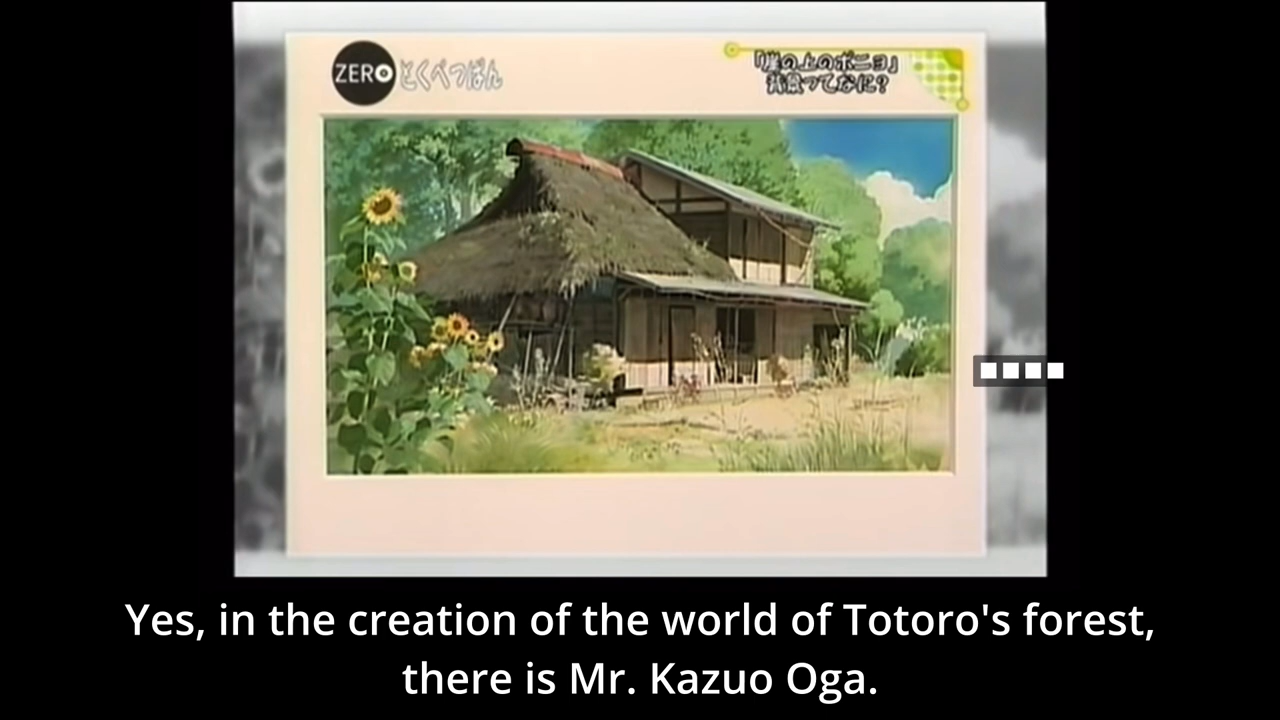 ZERO とくべつばん
「崖の上のポニョ」
背景ってなに?
Yes, in the creation of the world of Totoro's forest,
there is Mr. Kazuo Oga.